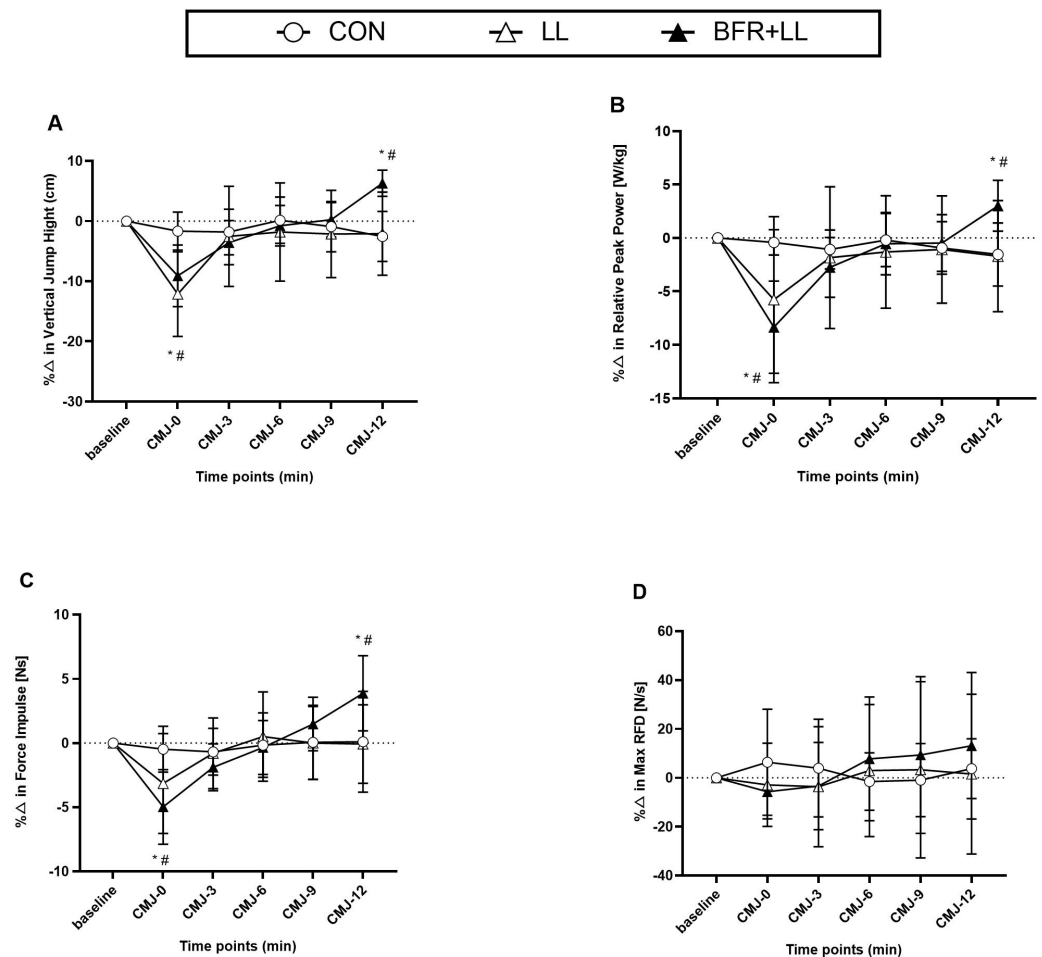 CON LL BFR+LL
A
%△ in Vertical Jump Hight (cm)
10
0
-10
-20
-30
* #
* #
baseline CMJ-0 CMJ-3 CMJ-6 CMJ-9 CMJ-12
Time points (min)
B
%△ in Relative Peak Power [W/kg]
10
5
0
-5
-10
-15
* #
* #
baseline CMJ-0 CMJ-3 CMJ-6 CMJ-9 CMJ-12
Time points (min)
C
%△ in Force Impulse [Ns]
10
5
0
-5
-10
* #
* #
baseline CMJ-0 CMJ-3 CMJ-6 CMJ-9 CMJ-12
Time points (min)
D
%△ in Max RFD [N/s]
60
40
20
0
-20
-40
baseline CMJ-0 CMJ-3 CMJ-6 CMJ-9 CMJ-12
Time points (min)